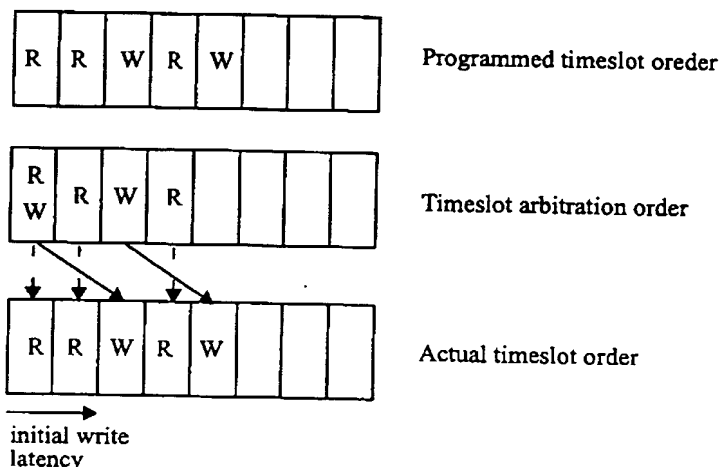 R R W R W
Programmed timeslot oreder
R
W
R W R
Timeslot arbitration order
R R W R W
Actual timeslot order
initial write
latency